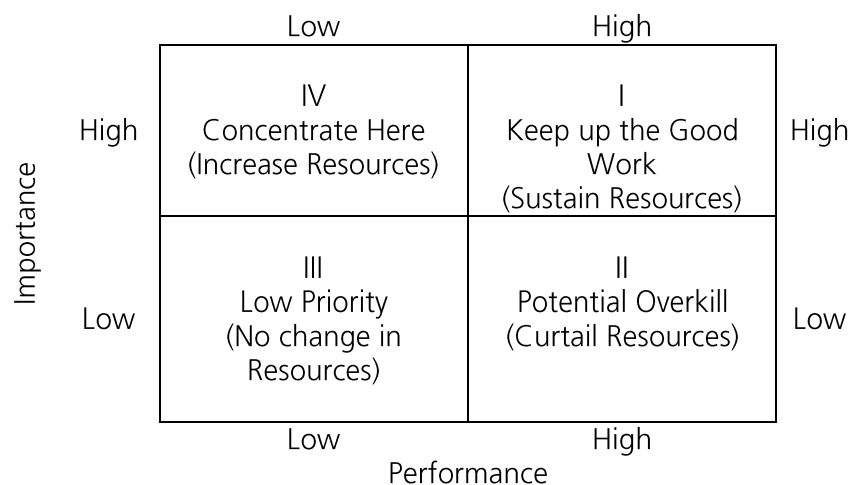 Low
High
IV
Concentrate Here
(Increase Resources)
I
Keep up the Good
Work
(Sustain Resources)
High
High
Importance
III
Low Priority
(No change in
Resources)
II
Potential Overkill
(Curtail Resources)
Low
Low
Low
High
Performance